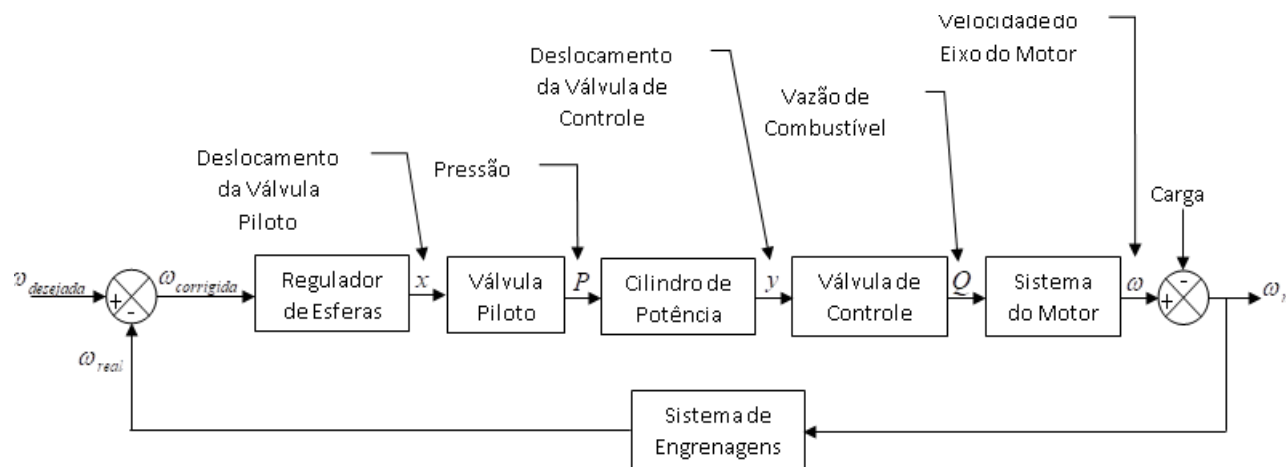 Velocidade do
Eixo do Motor
Deslocamento
da Válvula de
Controle
Vazão de
Combustível
Deslocamento
da Válvula
Piloto
Pressão
Carga
ω desejada
+
-
ω corrigida
Regulador
de Esferas
x
Válvula
Piloto
P
Cilindro de
Potência
y
Válvula de
Controle
Q
Sistema
do Motor
ω
+
-
ω real
Sistema de
Engrenagens